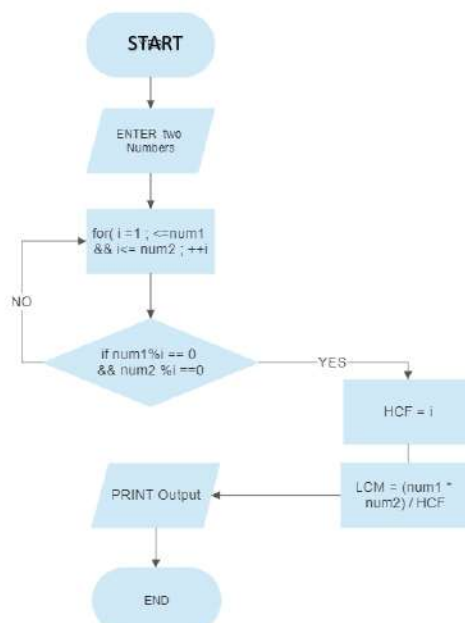 START
ENTER two
Numbers
for( i =1 ; <=num1
&& i<= num2 ; ++i
NO
if num1%i == 0
&& num2 %i ==0
YES
HCF = i
LCM = (num1 *
num2) / HCF
PRINT Output
END